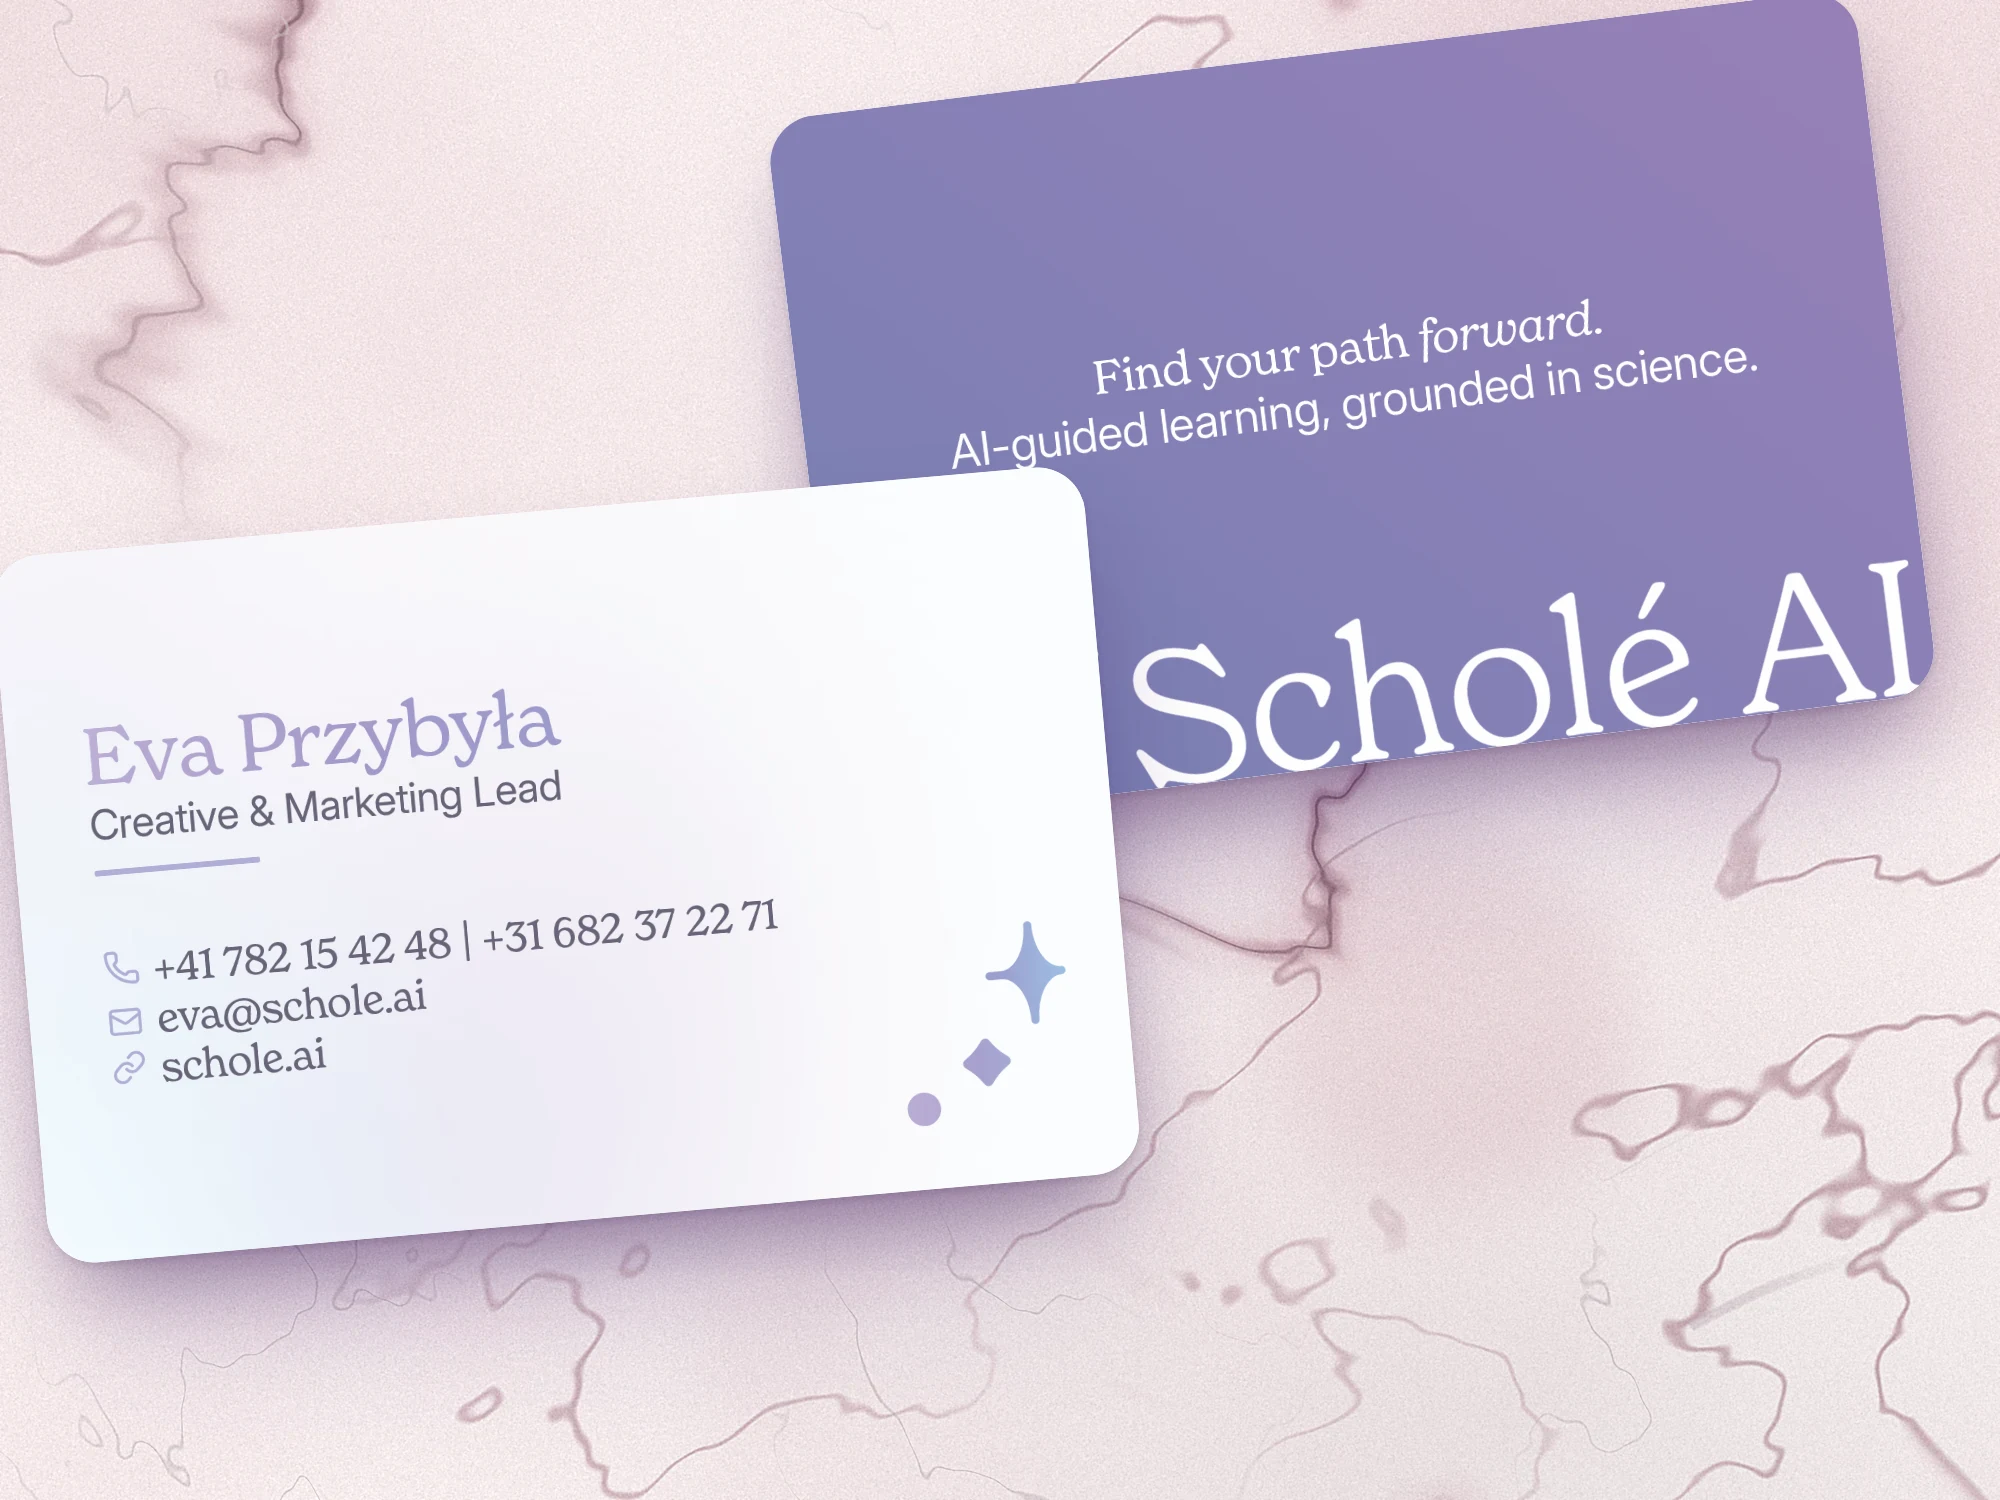 Find your path forward.
AI-guided learning, grounded in science.
Scholé AI
Eva Przybyła
Creative & Marketing Lead
+41 782 15 42 48 | +31 682 37 22 71
eva@schole.ai
schole.ai